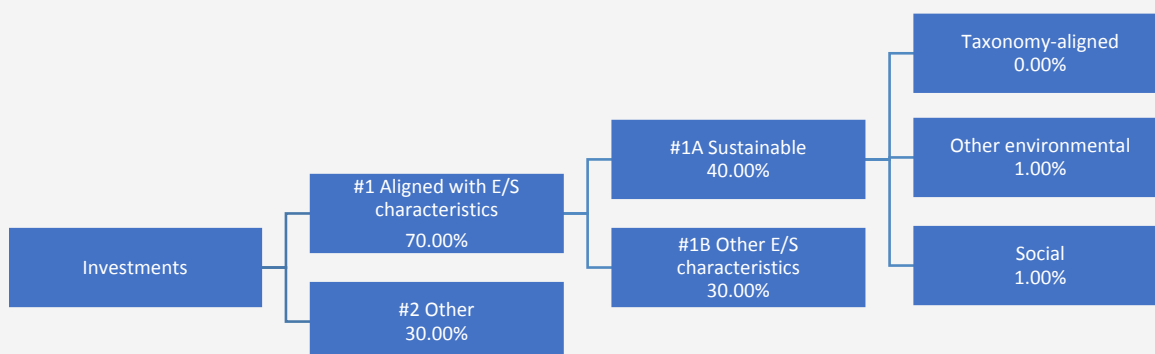 Investments
#1 Aligned with E/S
characteristics
70.00%
#2 Other
30.00%
#1A Sustainable
40.00%
#1B Other E/S
characteristics
30.00%
Taxonomy-aligned
0.00%
Other environmental
1.00%
Social
1.00%